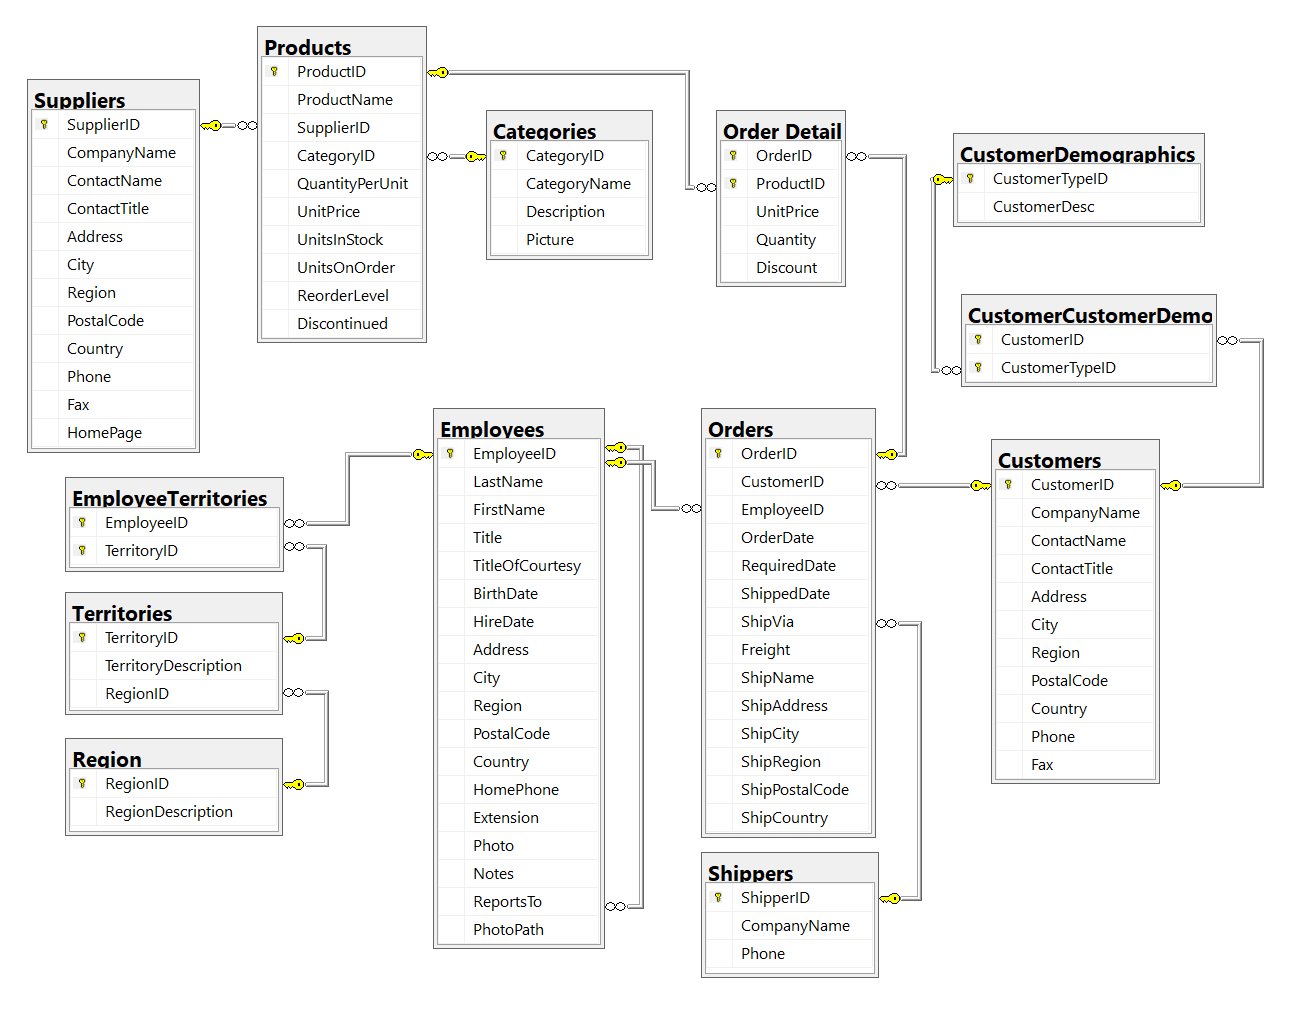 Products
ProductID
ProductName
SupplierID
CategoryID
QuantityPerUnit
UnitPrice
UnitsInStock
UnitsOnOrder
ReorderLevel
Discontinued
Suppliers
SupplierID
CompanyName
ContactName
ContactTitle
Address
City
Region
PostalCode
Country
Phone
Fax
HomePage
Categories
CategoryID
CategoryName
Description
Picture
Order Detail
OrderID
ProductID
UnitPrice
Quantity
Discount
CustomerDemographics
CustomerTypeID
CustomerDesc
CustomerCustomerDemo
CustomerID
CustomerTypeID
Employees
EmployeeID
LastName
FirstName
Title
TitleOfCourtesy
BirthDate
HireDate
Address
City
Region
PostalCode
Country
HomePhone
Extension
Photo
Notes
ReportsTo
PhotoPath
Orders
OrderID
CustomerID
EmployeeID
OrderDate
RequiredDate
ShippedDate
ShipVia
Freight
ShipName
ShipAddress
ShipCity
ShipRegion
ShipPostalCode
ShipCountry
Customers
CustomerID
CompanyName
ContactName
ContactTitle
Address
City
Region
PostalCode
Country
Phone
Fax
EmployeeTerritories
EmployeeID
TerritoryID
Territories
TerritoryID
TerritoryDescription
RegionID
Region
RegionID
RegionDescription
Shippers
ShipperID
CompanyName
Phone